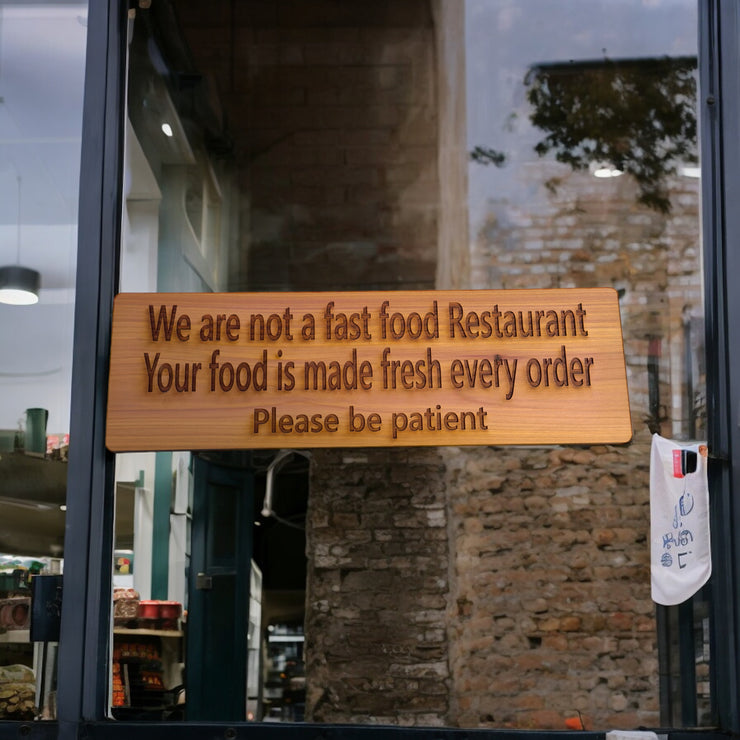 We are not a fast food Restaurant
Your food is made fresh every order
Please be patient